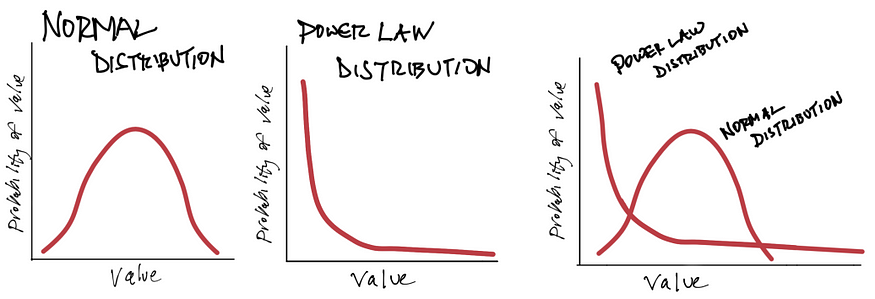 NORMAL
DISTRIBUTION
Probability of Value
Value
POWER LAW
DISTRIBUTION
Probability of value
Value
POWER LAW
DISTRIBUTION
NORMAL
DISTRIBUTION
Probability of value
Value